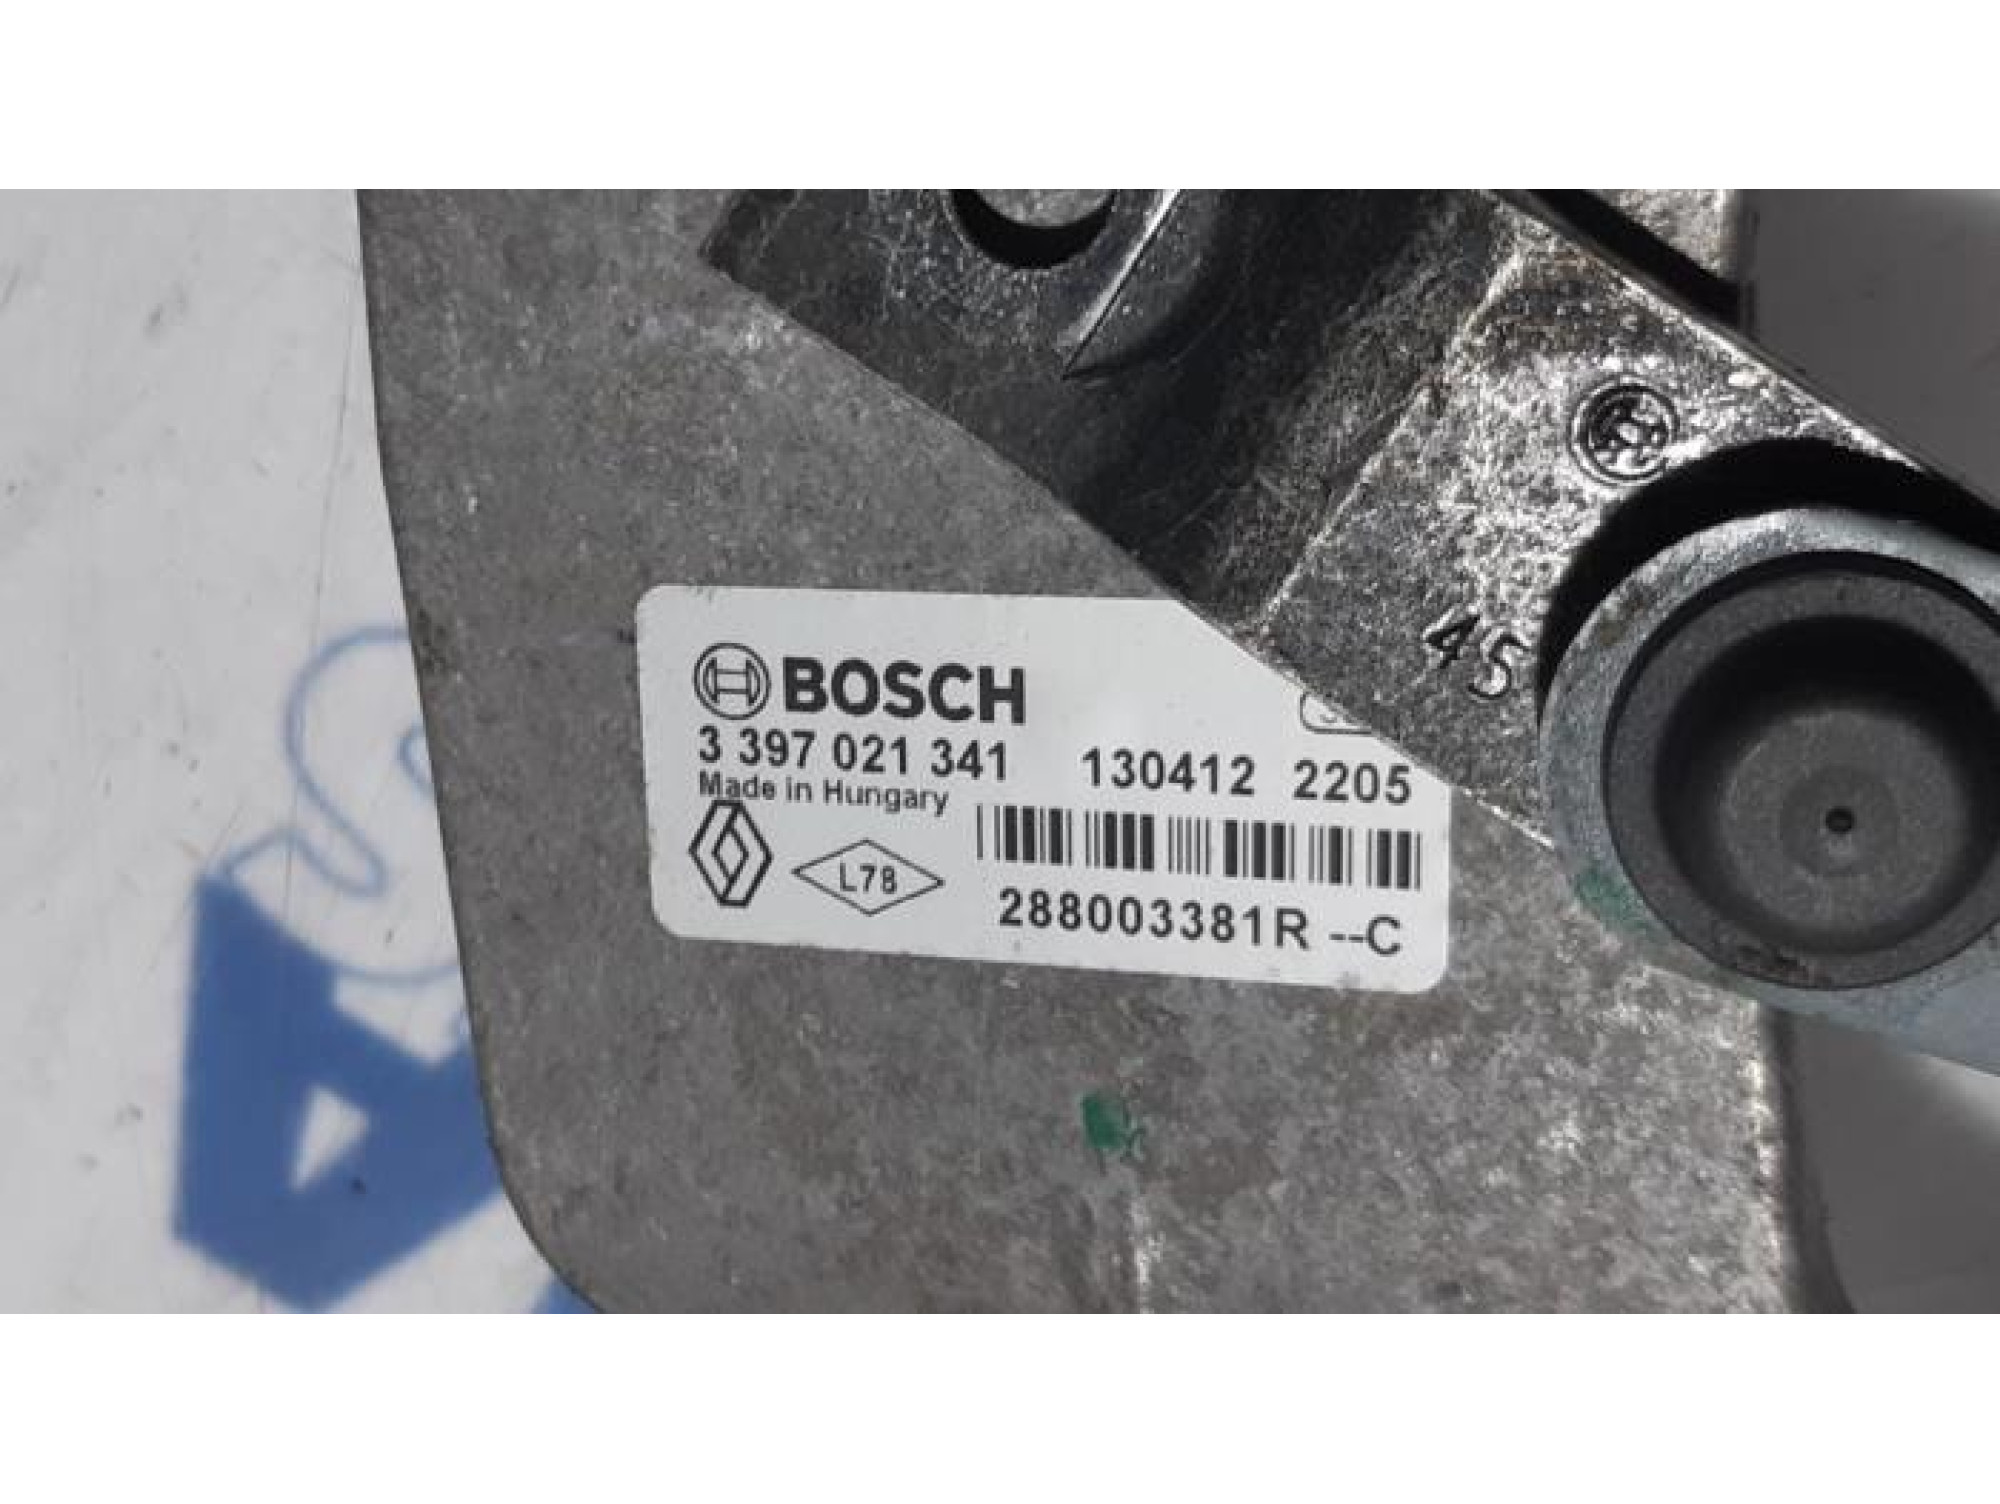 45
BOSCH
3 397 021 341 130412 2205
Made in Hungary
L78
288003381R --C